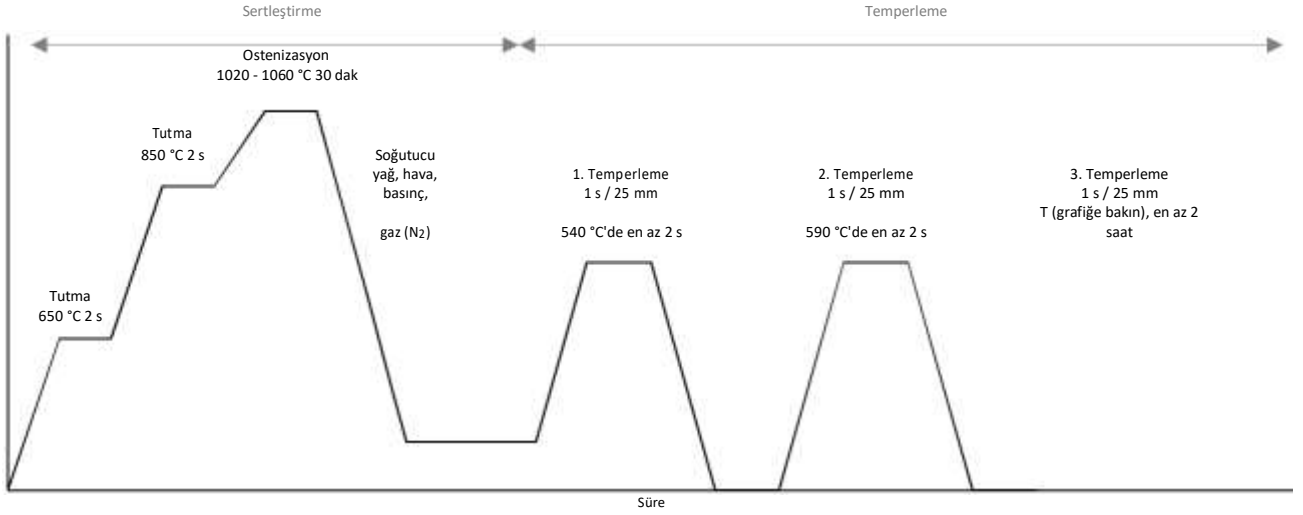 Sertleştirme
Temperleme
Ostenizasyon
1020 - 1060 °C 30 dak
Tutma
850 °C 2 s
Soğutucu
yağ, hava,
basınç,
gaz (N2)
1. Temperleme
1 s / 25 mm
540 °C'de en az 2 s
2. Temperleme
1 s / 25 mm
590 °C'de en az 2 s
3. Temperleme
1 s / 25 mm
T (grafiğe bakın), en az 2
saat
Tutma
650 °C 2 s
Süre